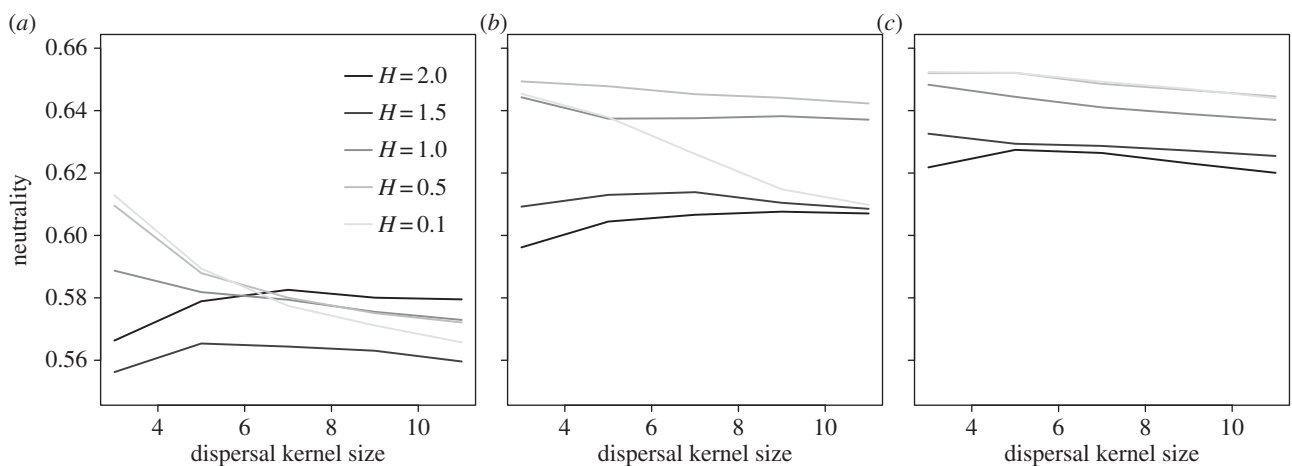 (a) (b) (c)
0.66
H = 2.0
0.64
H = 1.5
H = 1.0
0.62
H = 0.5
neutrality
0.60
H = 0.1
0.58
0.56
4 6 8 10 4 6 8 10 4 6 8 10
dispersal kernel size dispersal kernel size dispersal kernel size